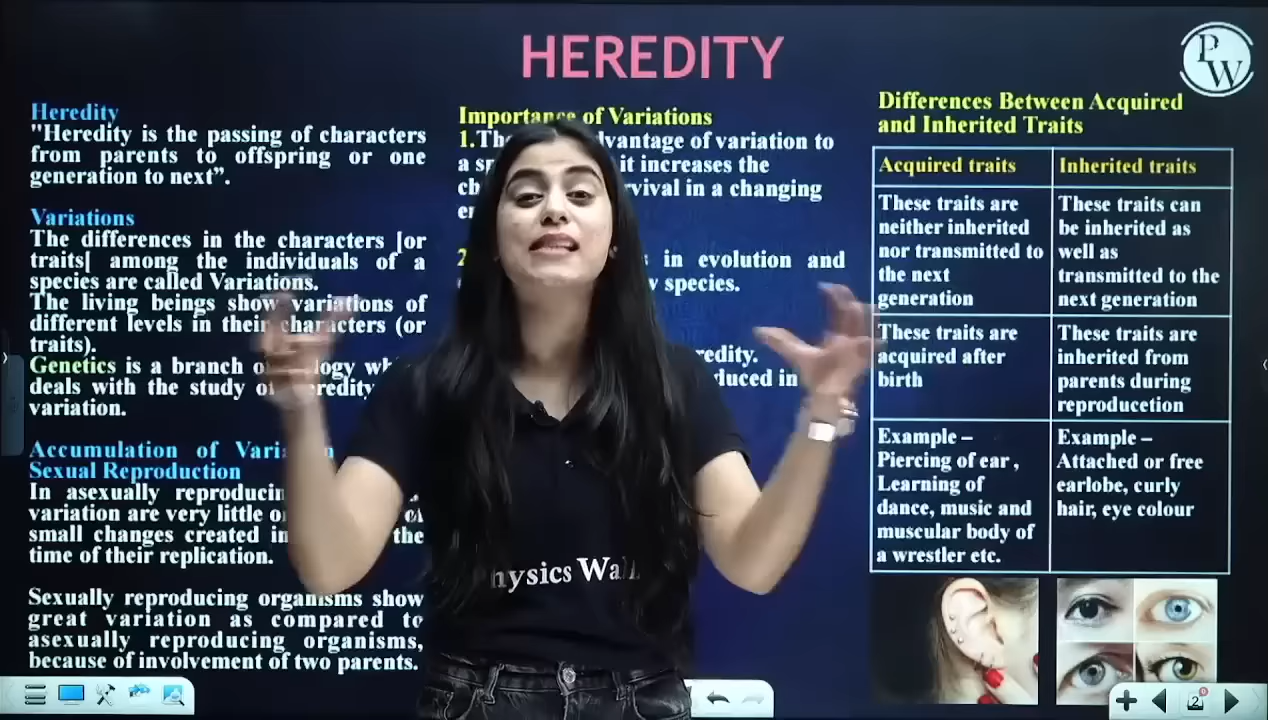 HEREDITY
PW
Heredity
"Heredity is the passing of characters
from parents to offspring or one
generation to next”.
Variations
The differences in the characters [or
traits[ among the individuals of a
species are called Variations.
The living beings show variations of
different levels in their characters (or
traits).
Genetics is a branch
deals with the study
variation.
Accumulation of
Sexual Reproduction
In asexually
variation are very little
small changes created in the
time of their replication.
Sexually reproducing organisms show
great variation as compared to
asexually reproducing organisms,
because of involvement of two parents.
Importance of Variations
1. advantage of variation to
a it increases the
in a changing
2 in evolution and
species.
in
Differences Between Acquired
and Inherited Traits
Acquired traits
Inherited traits
These traits are
neither inherited
nor transmitted to
the next
generation
These traits can
be inherited as
well as
transmitted to the
next generation
These traits are
acquired after
birth
These traits are
inherited from
parents during
reproducetion
Example –
Piercing of ear ,
Learning of
dance, music and
muscular body of
a wrestler etc.
Example –
Attached or free
earlobe, curly
hair, eye colour
2